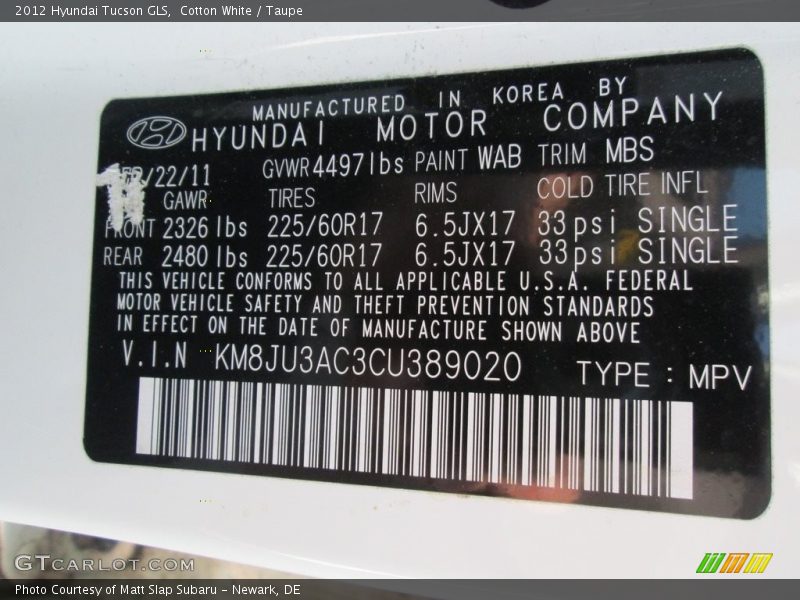 2012 Hyundai Tucson GLS, Cotton White / Taupe
MANUFACTURED IN KOREA BY
HYUNDAI MOTOR COMPANY
/22/11 GVWR 4497lbs PAINT WAB TRIM MBS
GAWR TIRES RIMS COLD TIRE INFL
FRONT 2326 lbs 225/60R17 6.5JX17 33psi SINGLE
REAR 2480 lbs 225/60R17 6.5JX17 33psi SINGLE
THIS VEHICLE CONFORMS TO ALL APPLICABLE U.S.A. FEDERAL
MOTOR VEHICLE SAFETY AND THEFT PREVENTION STANDARDS
IN EFFECT ON THE DATE OF MANUFACTURE SHOWN ABOVE
V.I.N KM8JU3AC3CU389020 TYPE : MPV
GTCARLOT.COM
Photo Courtesy of Matt Slap Subaru - Newark, DE